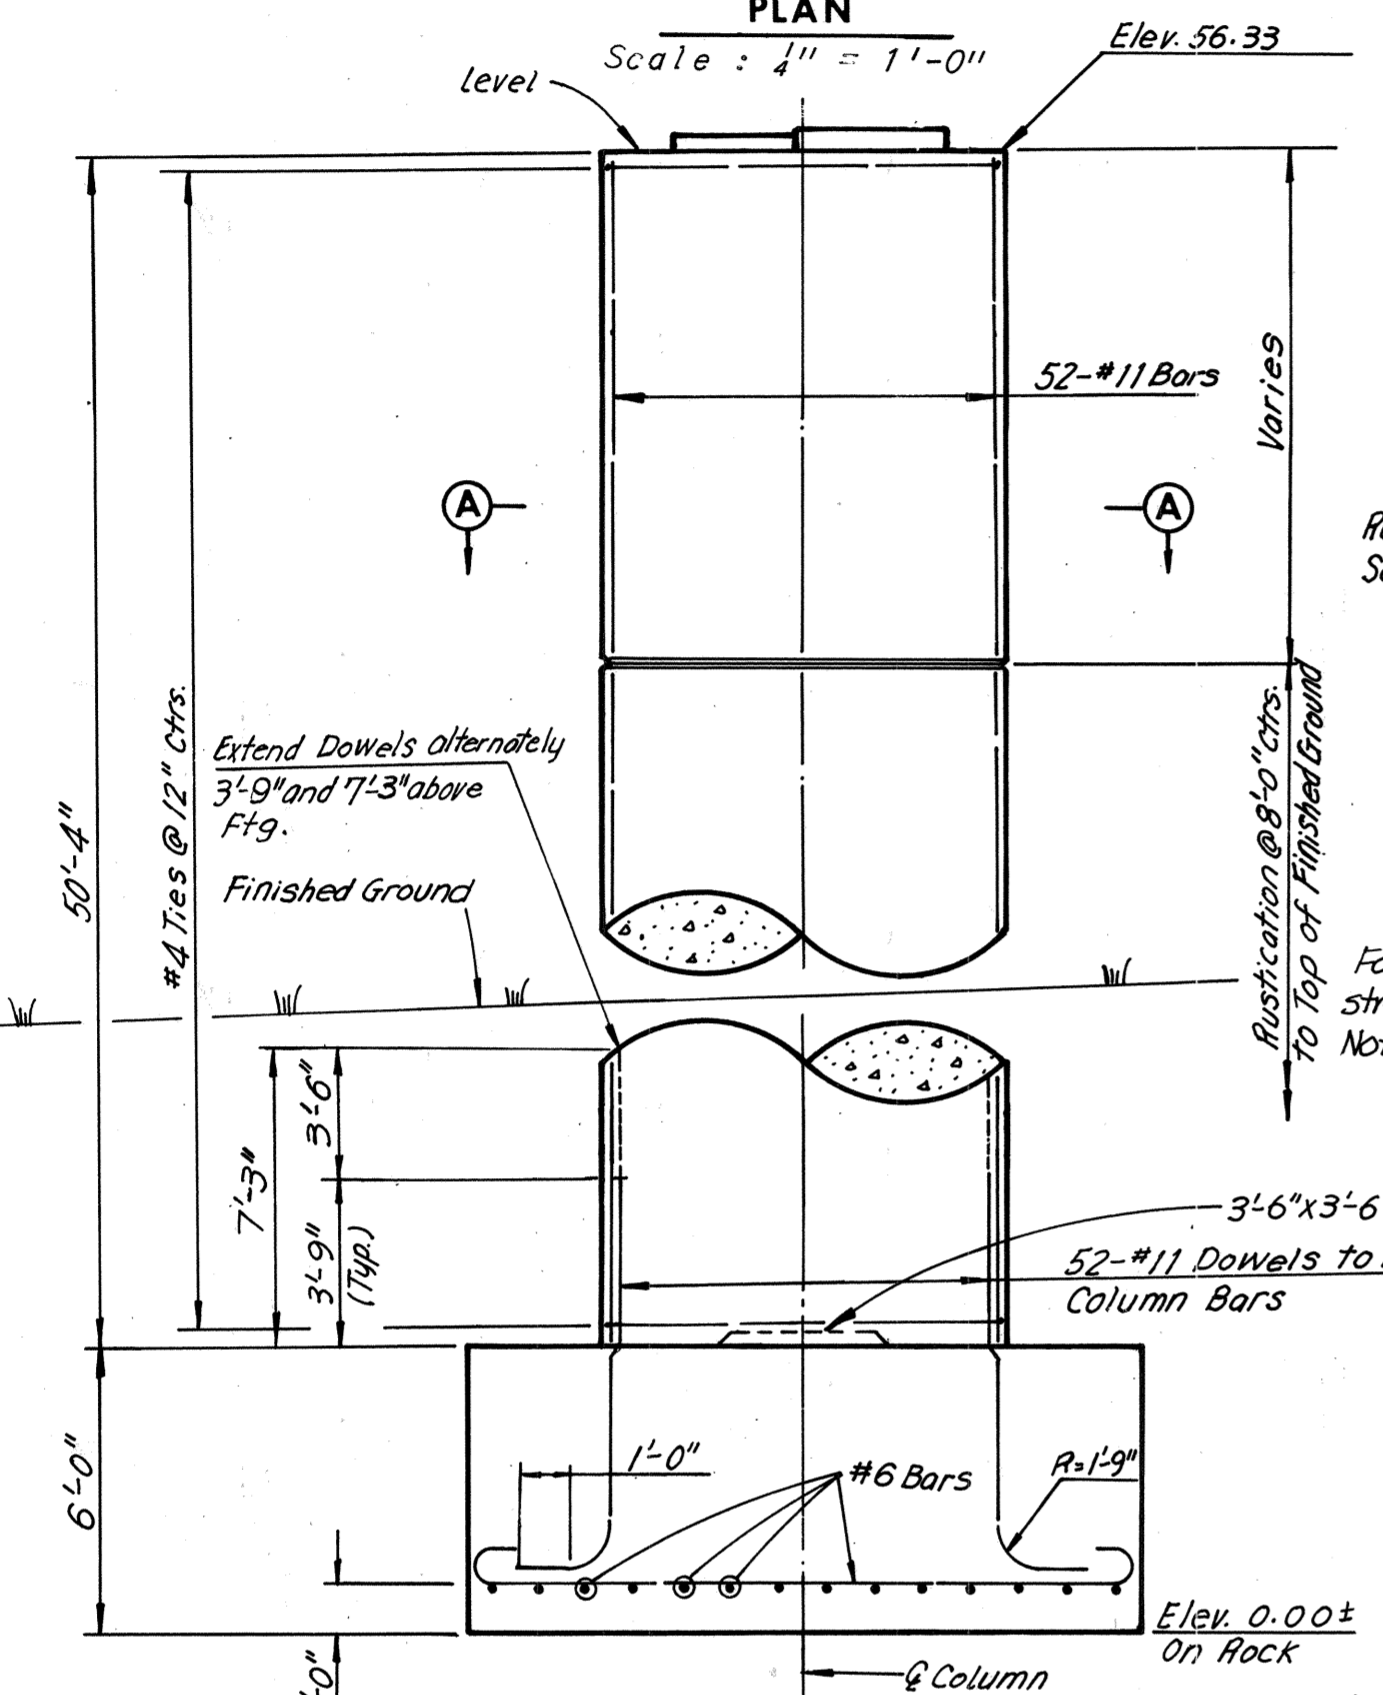 PLAN
Scale : 1/4" = 1'-0"
Elev. 56.33
Level
52-#11 Bars
Varies
A
A
50'-4"
#4 Ties @ 12" Ctrs.
Extend Dowels alternately
3'-9" and 7'-3" above
Ftg.
Finished Ground
Rustication @ 8'-0" Ctrs.
to Top of Finished Ground
Not
7'-3"
3'-6"
3'-9"
(Typ.)
3'-6"x3'-6
52-#11 Dowels to
Column Bars
6'-0"
1'-0"
#6 Bars
R=1'-9"
Elev. 0.00±
On Rock
℄ Column